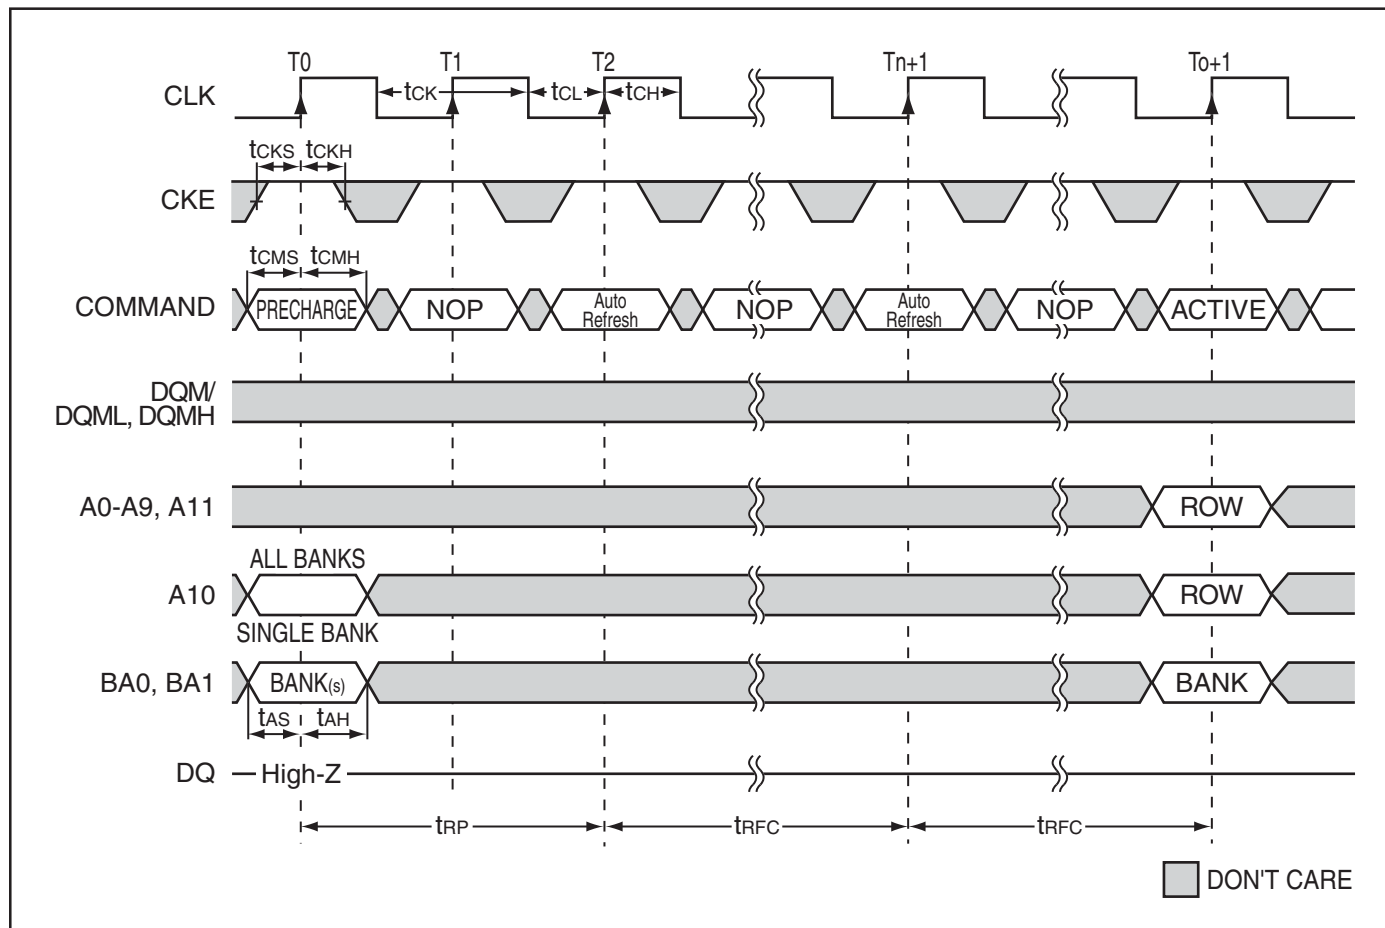 T0 T1 T2 Tn+1 To+1
CLK tCK tCL tCH
tCKS tCKH
CKE
tCMS tCMH
COMMAND PRECHARGE NOP Auto Refresh NOP Auto Refresh NOP ACTIVE
DQM/
DQML, DQMH
A0-A9, A11 ROW
ALL BANKS
A10 ROW
SINGLE BANK
BA0, BA1 BANK(s) BANK
tAS tAH
DQ High-Z
tRP tRFC tRFC
DON'T CARE